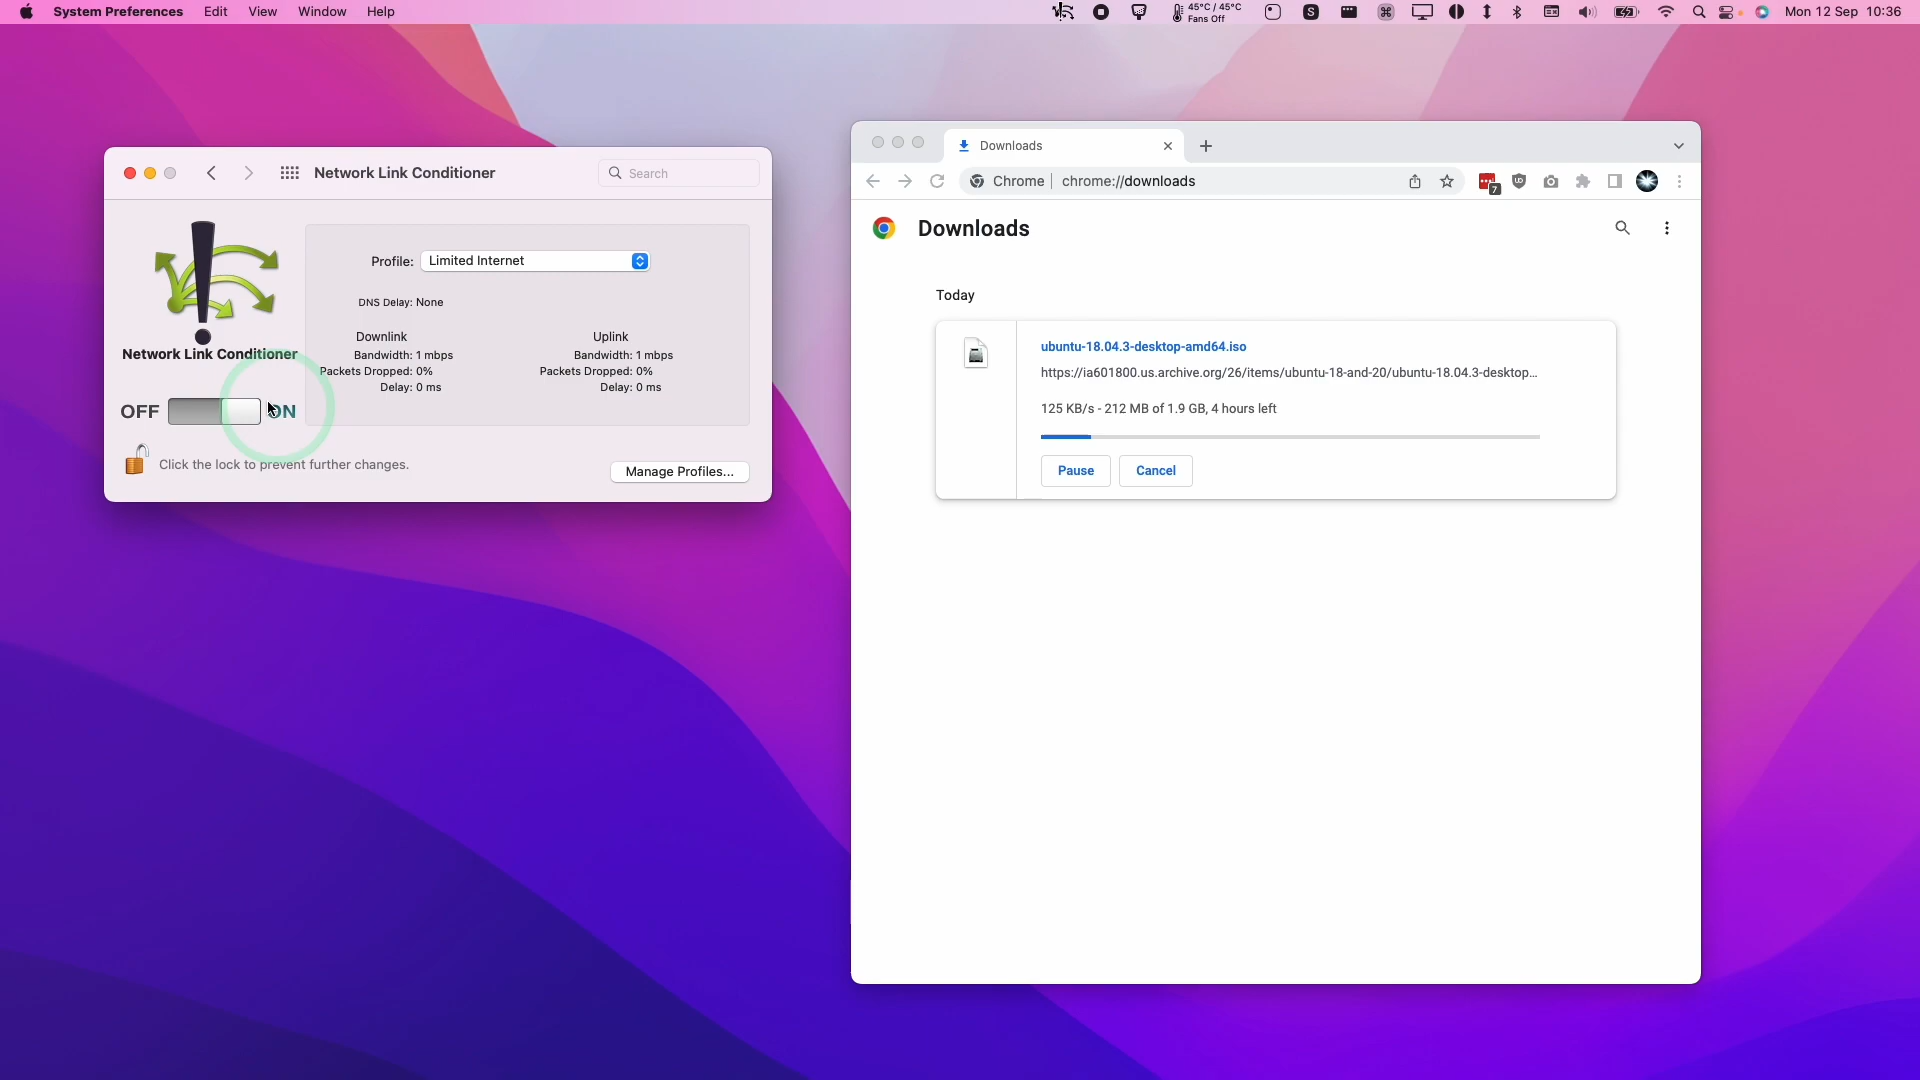 System Preferences Edit View Window Help
45°C / 45°C
Fans Off
S
Mon 12 Sep 10:36
Network Link Conditioner
Search
Network Link Conditioner
OFF
ON
Click the lock to prevent further changes.
Profile: Limited Internet
DNS Delay: None
Downlink
Bandwidth: 1 mbps
Packets Dropped: 0%
Delay: 0 ms
Uplink
Bandwidth: 1 mbps
Packets Dropped: 0%
Delay: 0 ms
Manage Profiles...
Downloads
Chrome | chrome://downloads
7
Downloads
Today
ubuntu-18.04.3-desktop-amd64.iso
https://ia601800.us.archive.org/26/items/ubuntu-18-and-20/ubuntu-18.04.3-desktop...
125 KB/s - 212 MB of 1.9 GB, 4 hours left
Pause
Cancel